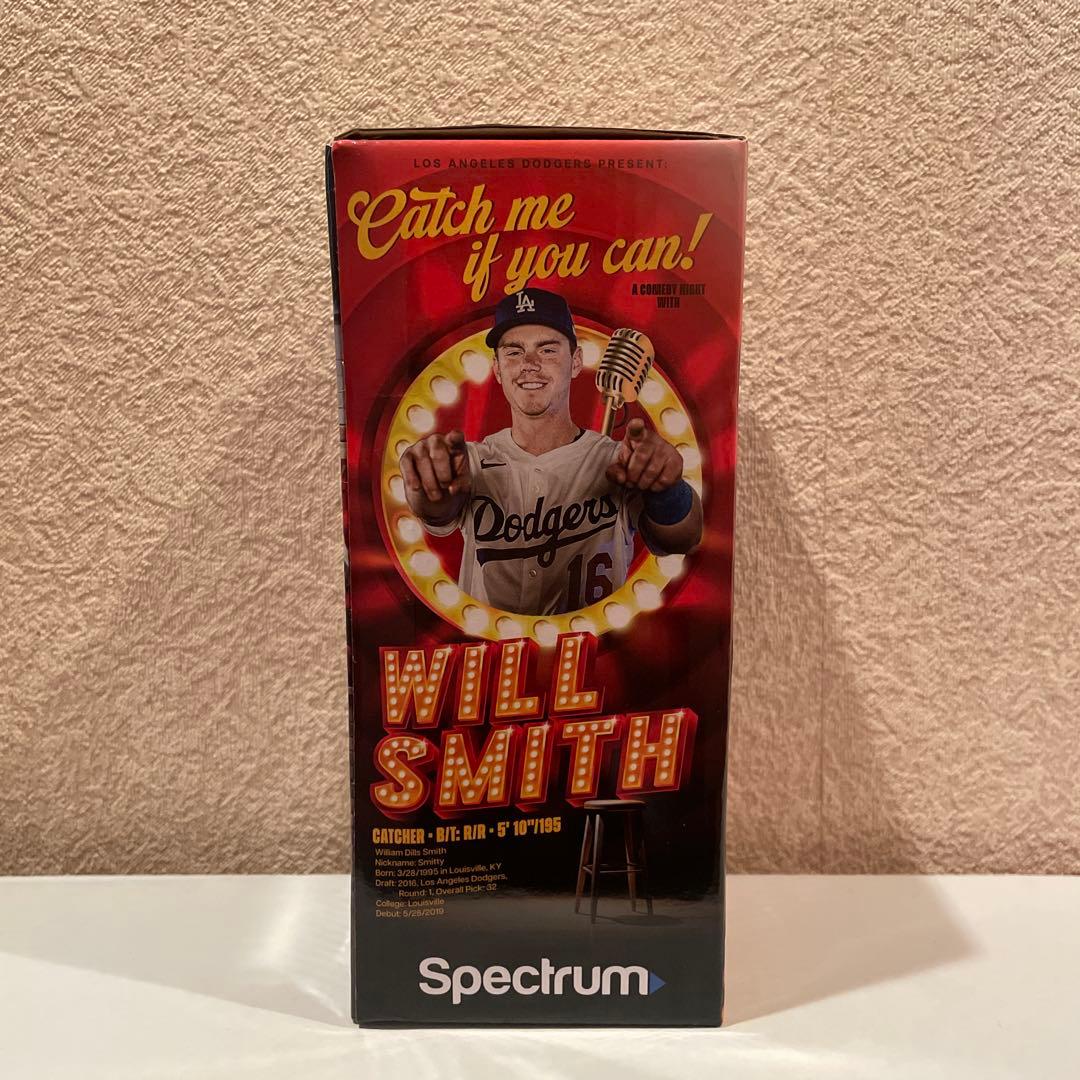 LOS ANGELES DODGERS PRESENT:
Catch me
if you can!
A COMEDY NIGHT
WITH
LA
Dodgers
16
WILL
SMITH
CATCHER • B/T: R/R • 5' 10"/195
William Dills Smith
Nickname: Smitty
Born: 3/28/1995 in Louisville, KY
Draft: 2016, Los Angeles Dodgers,
Round: 1, Overall Pick: 32
College: Louisville
Debut: 5/28/2019
Spectrum